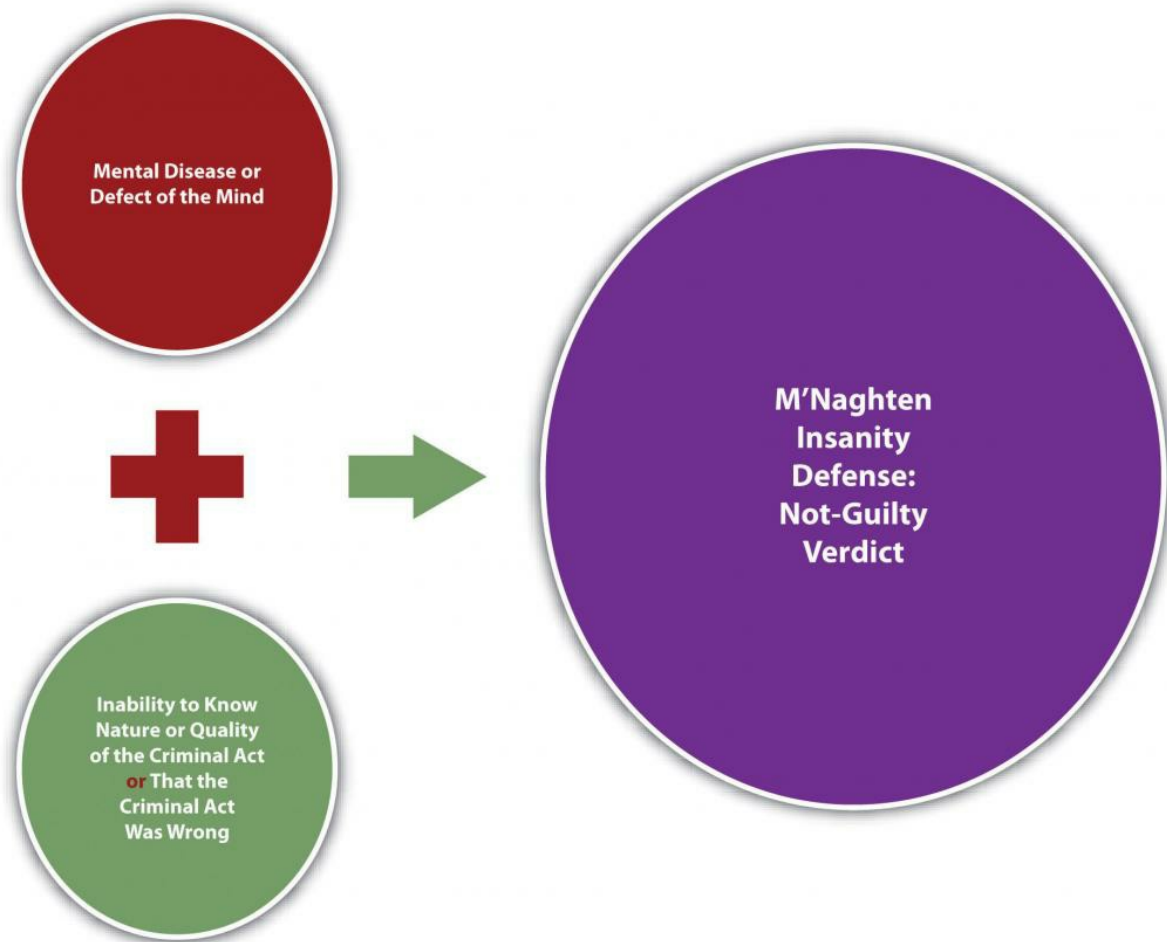 Mental Disease or
Defect of the Mind
Inability to Know
Nature or Quality
of the Criminal Act
or That the
Criminal Act
Was Wrong
M’Naghten
Insanity
Defense:
Not-Guilty
Verdict